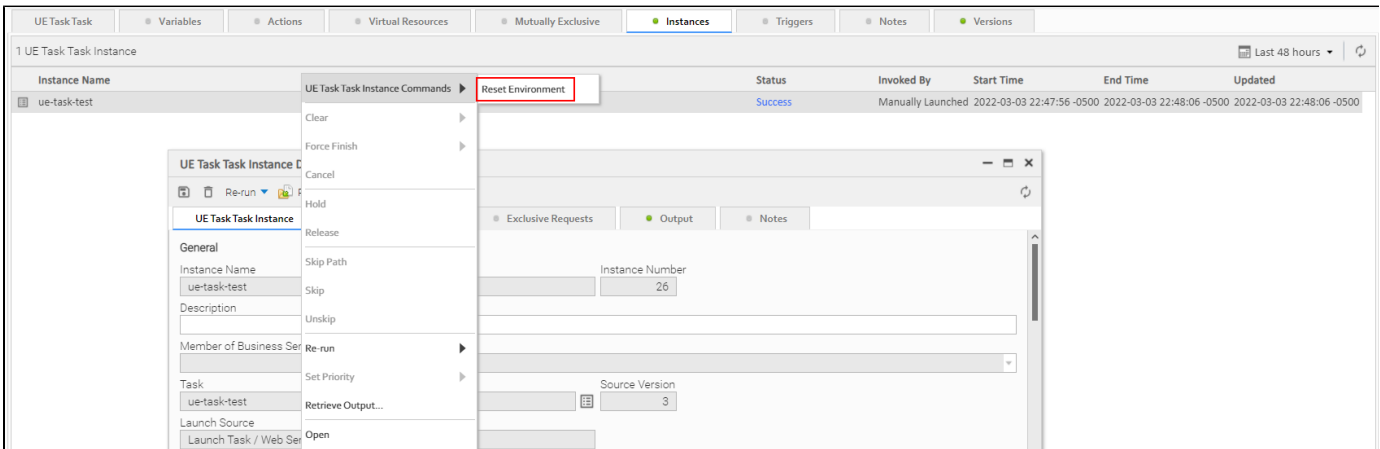 UE Task Task Variables Actions Virtual Resources Mutually Exclusive Instances Triggers Notes Versions
1 UE Task Task Instance Last 48 hours
Instance Name Status Invoked By Start Time End Time Updated
UE Task Task Instance Commands Reset Environment
ue-task-test Success Manually Launched 2022-03-03 22:47:56 -0500 2022-03-03 22:48:06 -0500 2022-03-03 22:48:06 -0500
Clear
Force Finish
UE Task Task Instance D
Cancel
Re-run
Hold
UE Task Task Instance Exclusive Requests Output Notes
Release
General
Skip Path
Instance Name Instance Number
ue-task-test 26
Skip
Description
Unskip
Member of Business Ser
Re-run
Set Priority
Task Source Version
ue-task-test 3
Retrieve Output...
Launch Source
Launch Task / Web Ser
Open